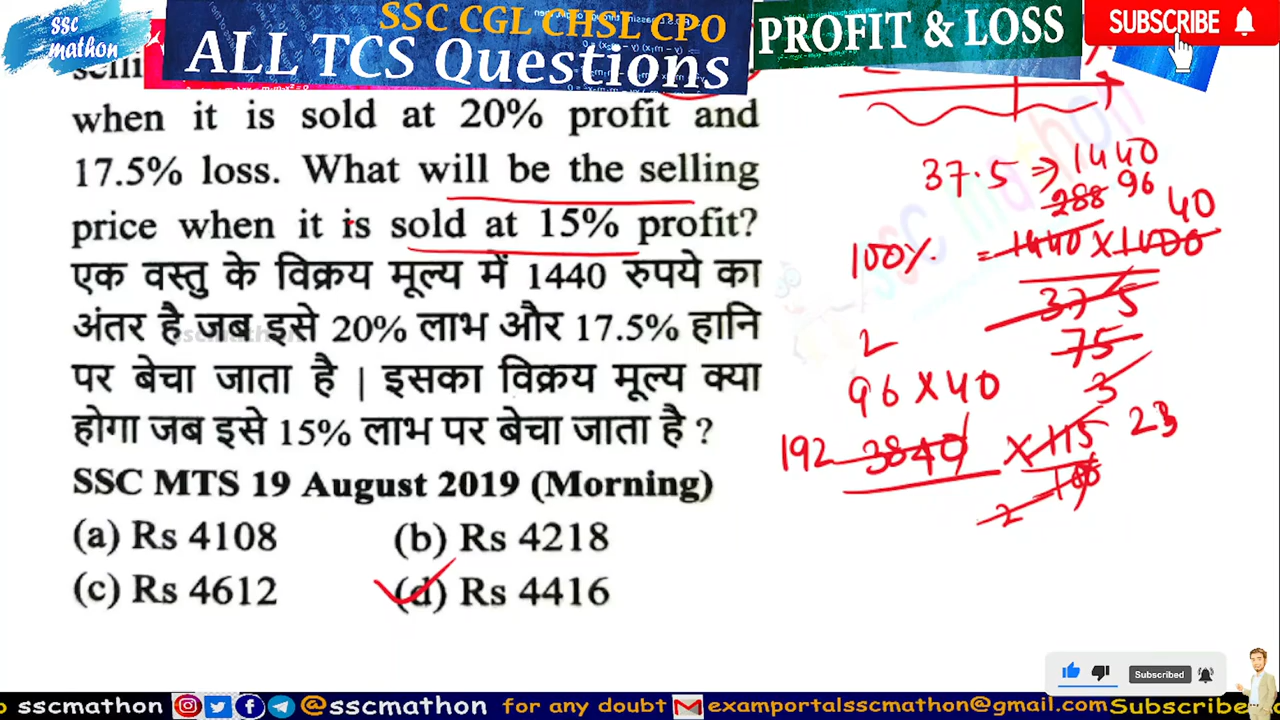 SSC mathon
SSC CGL CHSL CPO
ALL TCS Questions
PROFIT & LOSS
SUBSCRIBE
selli
when it is sold at 20% profit and
17.5% loss. What will be the selling
price when it is sold at 15% profit?
एक वस्तु के विक्रय मूल्य में 1440 रुपये का
अंतर है जब इसे 20% लाभ और 17.5% हानि
पर बेचा जाता है | इसका विक्रय मूल्य क्या
होगा जब इसे 15% लाभ पर बेचा जाता है ?
SSC MTS 19 August 2019 (Morning)
(a) Rs 4108 (b) Rs 4218
(c) Rs 4612 (d) Rs 4416
37.5 ⇒ 1440
288 96
40
100% = 1440 × 1000
375
75
3
2
96 × 40
192 3840 × 115 23
100
2
Subscribed
sscmathon @sscmathon for any doubt examportalsscmathon@gmail.com Subscribe